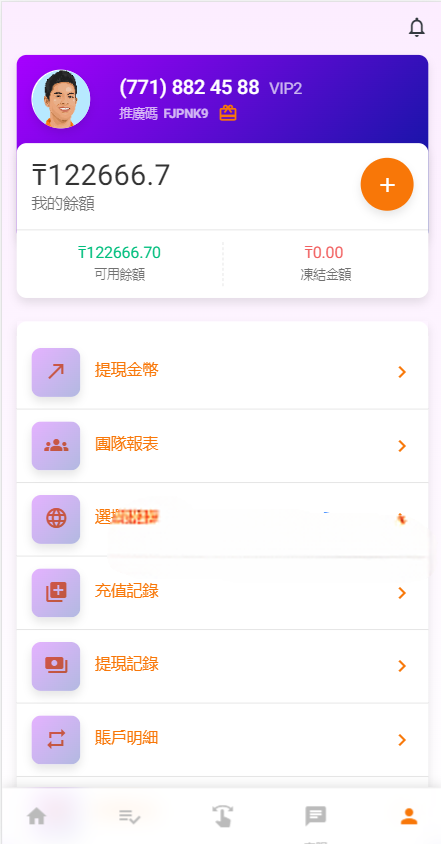 (771) 882 45 88 VIP2
推廣碼 FJPNK9
₸122666.7
我的餘額
₸122666.70
可用餘額
₸0.00
凍結金額
提現金幣
團隊報表
選
充值記錄
提現記錄
賬戶明細